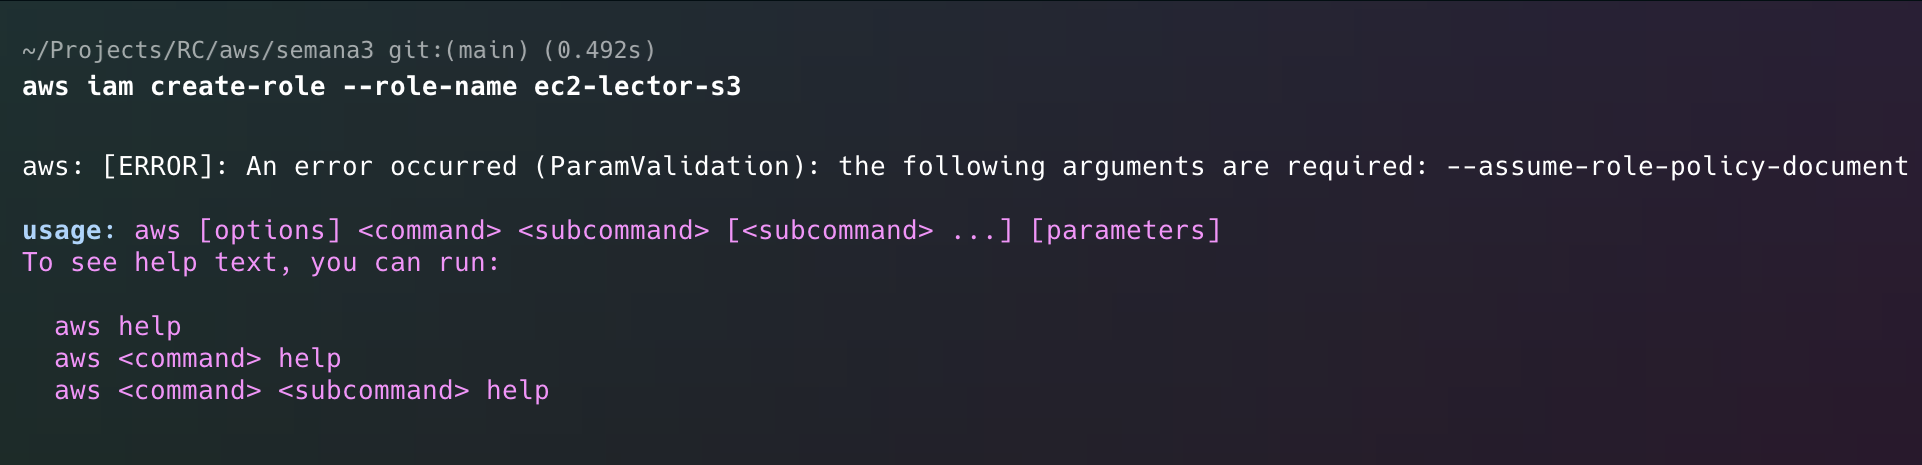 ~/Projects/RC/aws/semana3 git:(main) (0.492s)
aws iam create-role --role-name ec2-lector-s3
aws: [ERROR]: An error occurred (ParamValidation): the following arguments are required: --assume-role-policy-document
usage: aws [options] <command> <subcommand> [<subcommand> ...] [parameters]
To see help text, you can run:
aws help
aws <command> help
aws <command> <subcommand> help